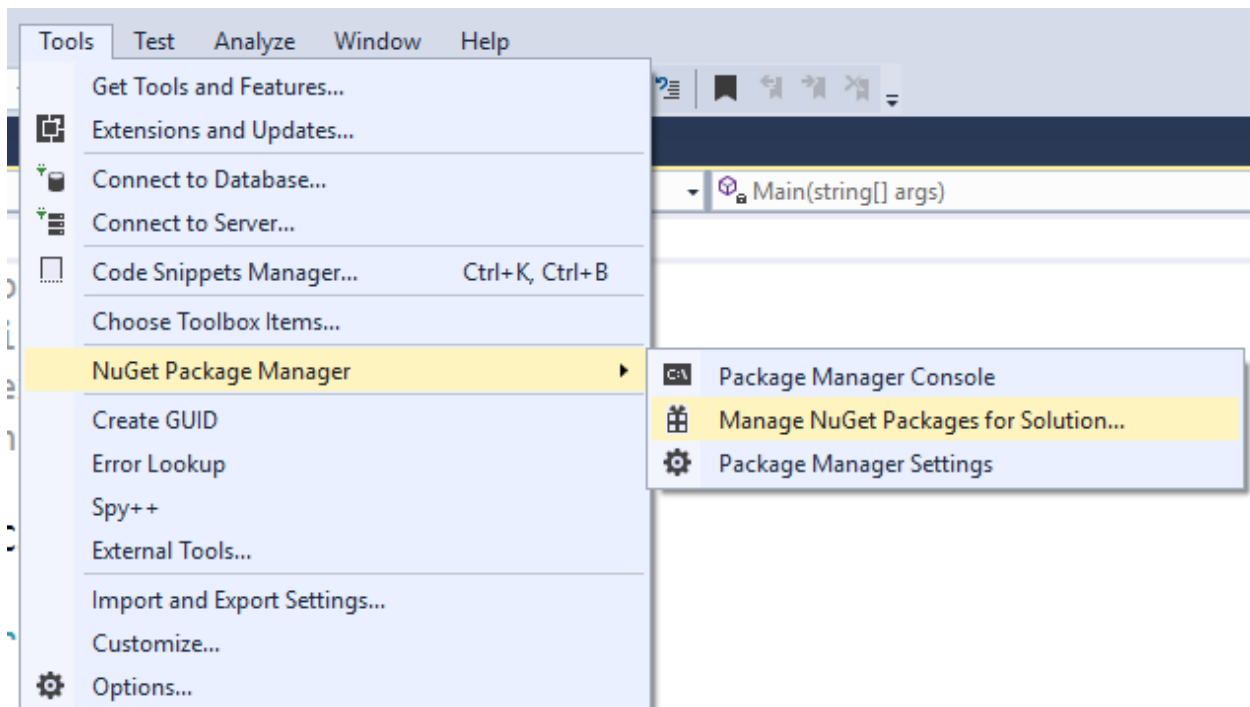 Tools Test Analyze Window Help
Get Tools and Features...
Extensions and Updates...
Connect to Database...
Main(string[] args)
Connect to Server...
Code Snippets Manager... Ctrl+K, Ctrl+B
Choose Toolbox Items...
NuGet Package Manager
C:\ Package Manager Console
Manage NuGet Packages for Solution...
Package Manager Settings
Create GUID
Error Lookup
Spy++
External Tools...
Import and Export Settings...
Customize...
Options...